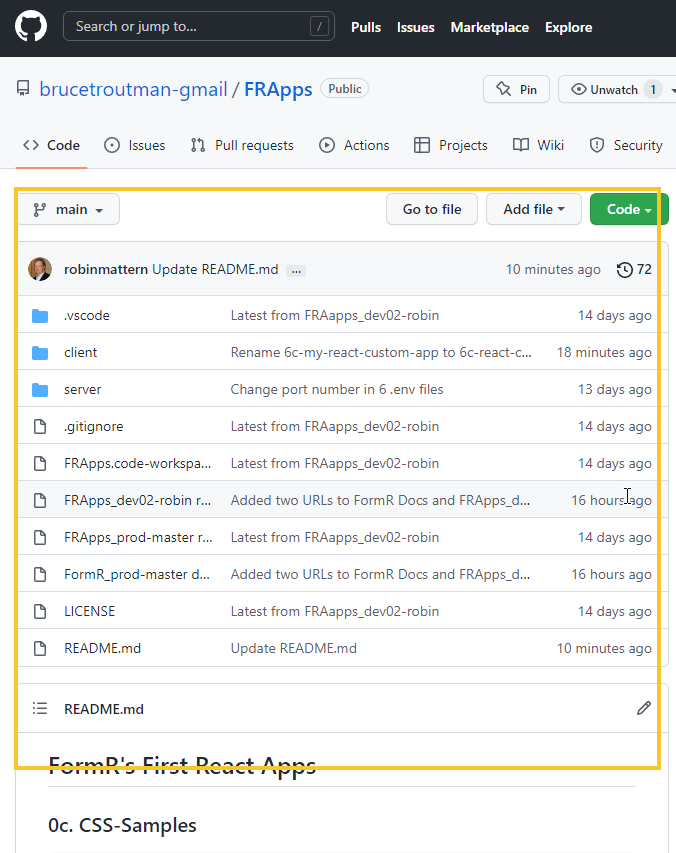 Search or jump to... /
Pulls Issues Marketplace Explore
brucetroutman-gmail / FRApps Public
Pin
Unwatch 1
Code Issues Pull requests Actions Projects Wiki Security
main
Go to file Add file Code
robinmattern Update README.md ... 10 minutes ago 72
.vscode Latest from FRAapps_dev02-robin 14 days ago
client Rename 6c-my-react-custom-app to 6c-react-c... 18 minutes ago
server Change port number in 6 .env files 13 days ago
.gitignore Latest from FRAapps_dev02-robin 14 days ago
FRApps.code-workspa... Latest from FRAapps_dev02-robin 14 days ago
FRApps_dev02-robin r... Added two URLs to FormR Docs and FRApps_d... 16 hours ago
FRApps_prod-master r... Latest from FRAapps_dev02-robin 14 days ago
FormR_prod-master d... Added two URLs to FormR Docs and FRApps_d... 16 hours ago
LICENSE Latest from FRAapps_dev02-robin 14 days ago
README.md Update README.md 10 minutes ago
README.md
FormR's First React Apps
0c. CSS-Samples